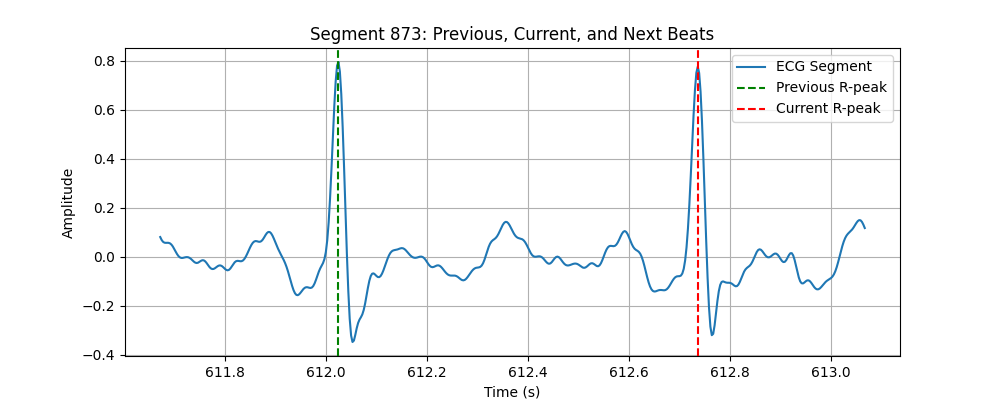 Segment 873: Previous, Current, and Next Beats
ECG Segment
Previous R-peak
Current R-peak
Amplitude
0.8
0.6
0.4
0.2
0.0
−0.2
−0.4
611.8
612.0
612.2
612.4
612.6
612.8
613.0
Time (s)